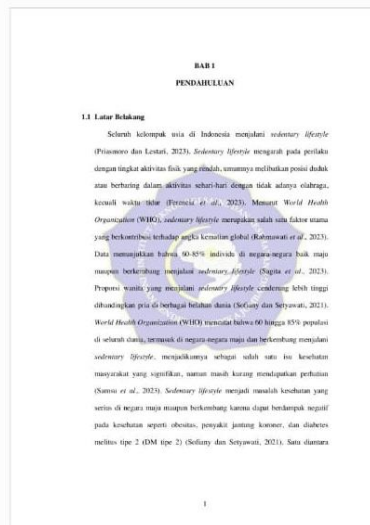 BAB I
PENDAHULUAN
1.1 Latar Belakang
Seluruh kelompok usia di Indonesia menjalani sedentary lifestyle
(Priasmoro dan Lestari, 2023). Sedentary lifestyle mengarah pada perilaku
dengan tingkat aktivitas fisik yang rendah, umumnya melibatkan posisi duduk
atau berbaring dalam aktivitas sehari-hari dengan tidak adanya olahraga,
kecuali waktu tidur (Feroneia et al., 2023). Menurut World Health
Organization (WHO), sedentary lifestyle merupakan salah satu faktor utama
yang berkontribusi terhadap angka kematian global (Rahmawati et al., 2023).
Data menunjukkan bahwa 60-85% individu di negara-negara baik maju
maupun berkembang menjalani sedentary lifestyle (Sagita et al., 2023).
Proporsi wanita yang menjalani sedentary lifestyle cenderung lebih tinggi
dibandingkan pria di berbagai belahan dunia (Sofiany dan Setyawati, 2021).
World Health Organization (WHO) mencatat bahwa 60 hingga 85% populasi
di seluruh dunia, termasuk di negara-negara maju dan berkembang menjalani
sedentary lifestyle, menjadikannya sebagai salah satu isu kesehatan
masyarakat yang signifikan, namun masih kurang mendapatkan perhatian
(Samsu et al., 2023). Sedentary lifestyle menjadi masalah kesehatan yang
serius di negara maju maupun berkembang karena dapat berdampak negatif
pada kesehatan seperti obesitas, penyakit jantung koroner, dan diabetes
melitus tipe 2 (DM tipe 2) (Sofiany dan Setyawati, 2021). Satu diantara
1